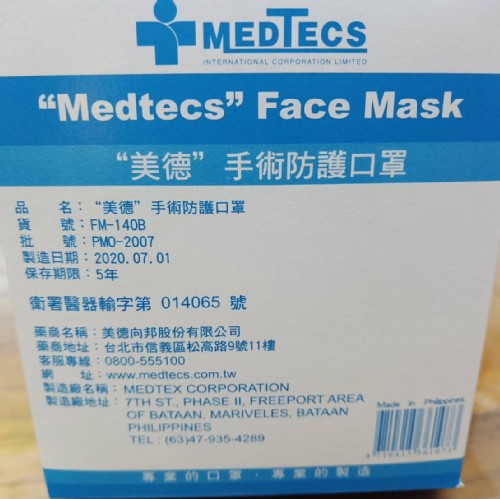 MEDTECS
INTERNATIONAL CORPORATION LIMITED
“Medtecs” Face Mask
“美德”手術防護口罩
品　　名：“美德”手術防護口罩
貨　　號：FM-140B
批　　號：PMO-2007
製造日期：2020.07.01
保存期限：5年
衛署醫器輸字第 014065 號
藥商名稱：美德向邦股份有限公司
藥商地址：台北市信義區松高路9號11樓
客服專線：0800-555100
網　　址：www.medtecs.com.tw
製造廠名稱：MEDTEX CORPORATION
製造廠地址：7TH ST., PHASE II, FREEPORT AREA
OF BATAAN, MARIVELES, BATAAN
PHILIPPINES
TEL : (63)47-935-4289
Made in Philippines
專業的口罩‧專業的製造